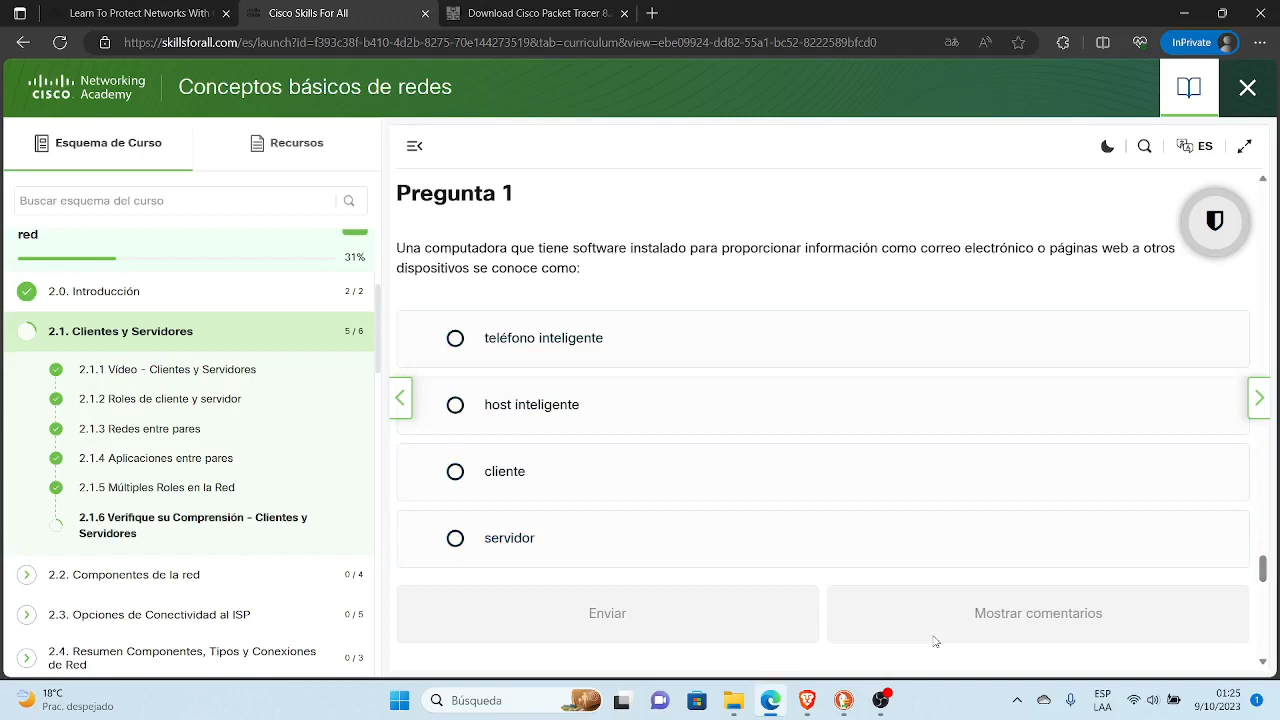 Learn To Protect Networks With
Cisco Skills For All
Download Cisco Packet Tracer 8.
https://skillsforall.com/es/launch?id=f393c38f-b410-4d2b-8275-70e144273519&tab=curriculum&view=ebe09924-dd82-55a1-bc52-8222589bfcd0
InPrivate
CISCO
Networking
Academy
Conceptos básicos de redes
Esquema de Curso
Recursos
ES
Buscar esquema del curso
red
31%
2.0. Introducción
2 / 2
2.1. Clientes y Servidores
5 / 6
2.1.1 Vídeo - Clientes y Servidores
2.1.2 Roles de cliente y servidor
2.1.3 Redes entre pares
2.1.4 Aplicaciones entre pares
2.1.5 Múltiples Roles en la Red
2.1.6 Verifique su Comprensión - Clientes y
Servidores
2.2. Componentes de la red
0 / 4
2.3. Opciones de Conectividad al ISP
0 / 5
2.4. Resumen Componentes, Tipos y Conexiones
de Red
0 / 3
Pregunta 1
Una computadora que tiene software instalado para proporcionar información como correo electrónico o páginas web a otros
dispositivos se conoce como:
teléfono inteligente
host inteligente
cliente
servidor
Enviar
Mostrar comentarios
18°C
Prac. despejado
Búsqueda
ESP
LAA
01:25
9/10/2023
1